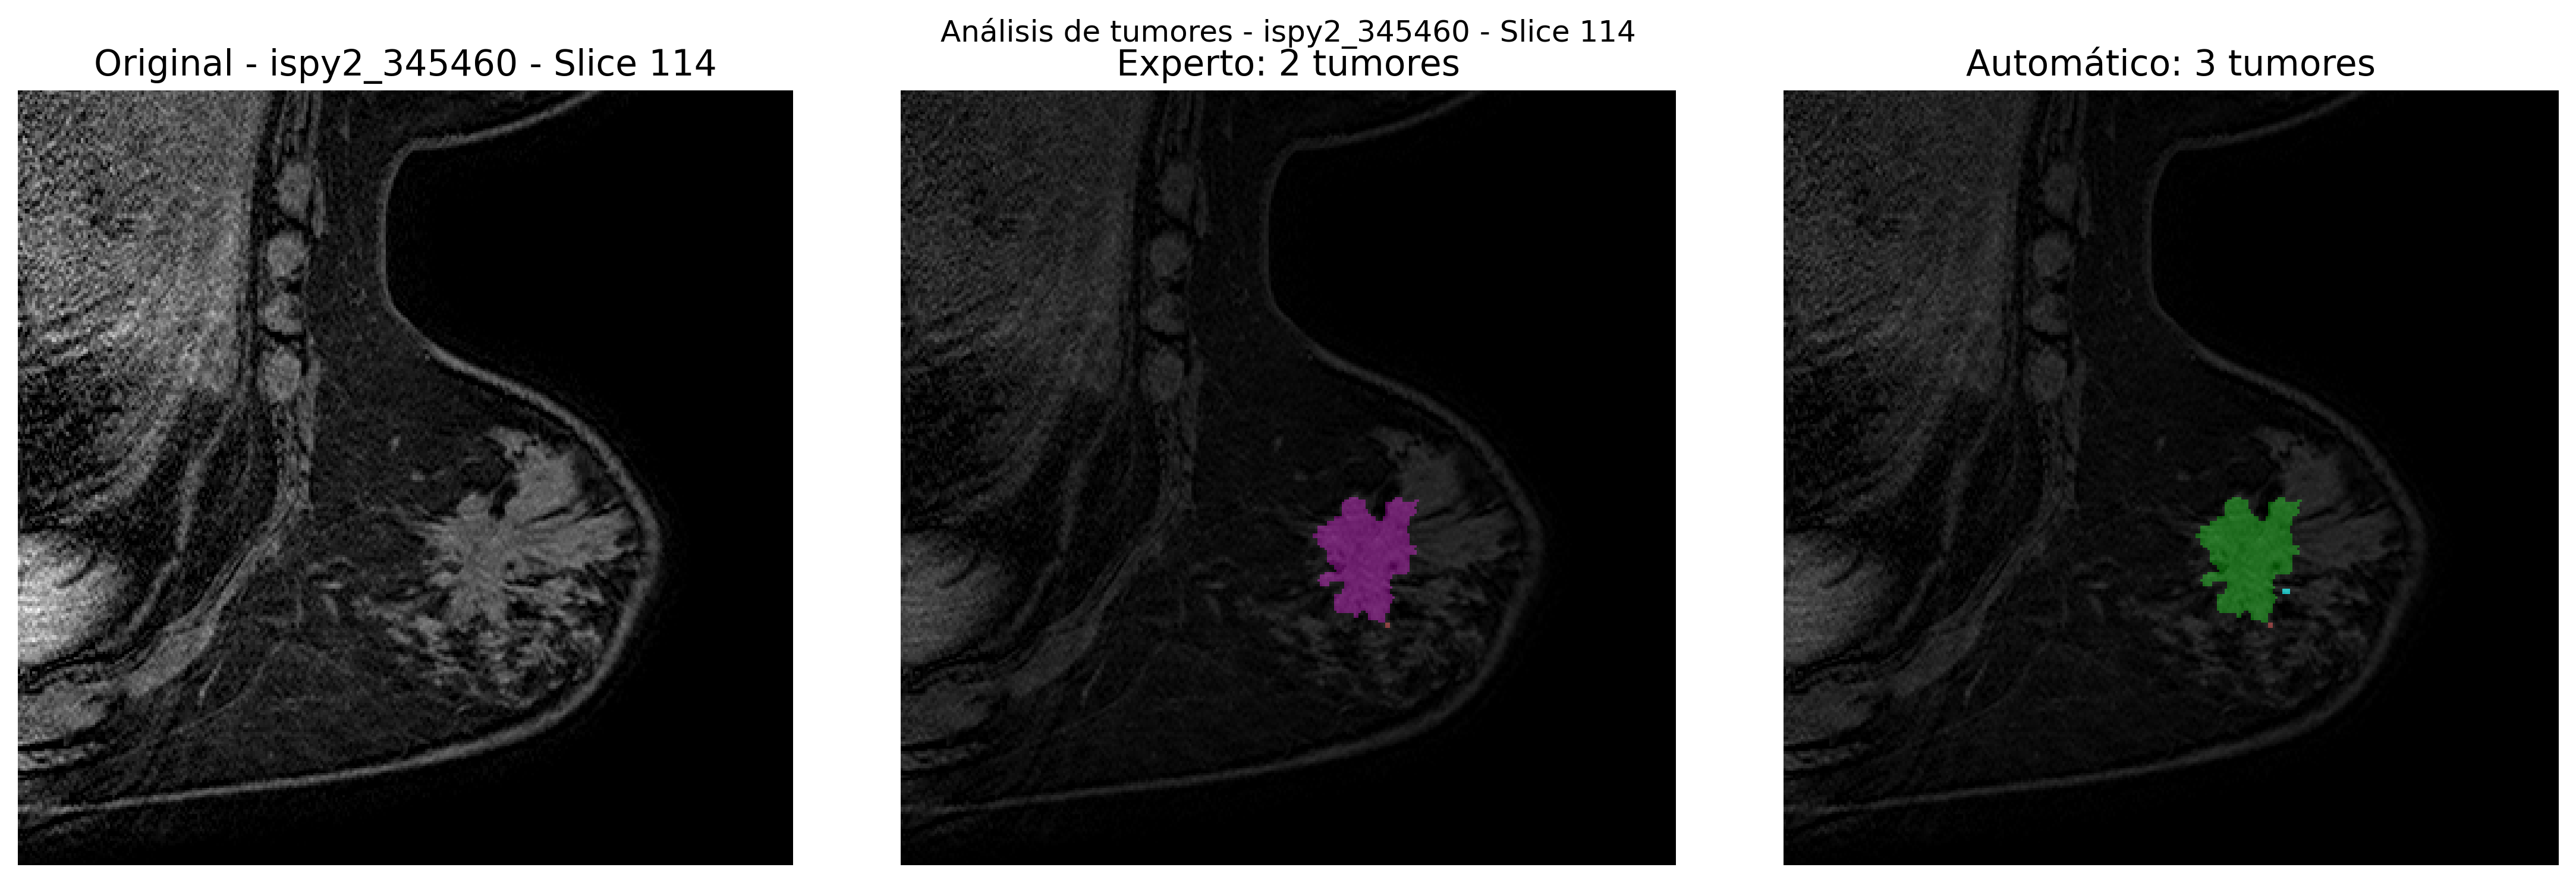 Análisis de tumores - ispy2_345460 - Slice 114
Original - ispy2_345460 - Slice 114
Experto: 2 tumores
Automático: 3 tumores